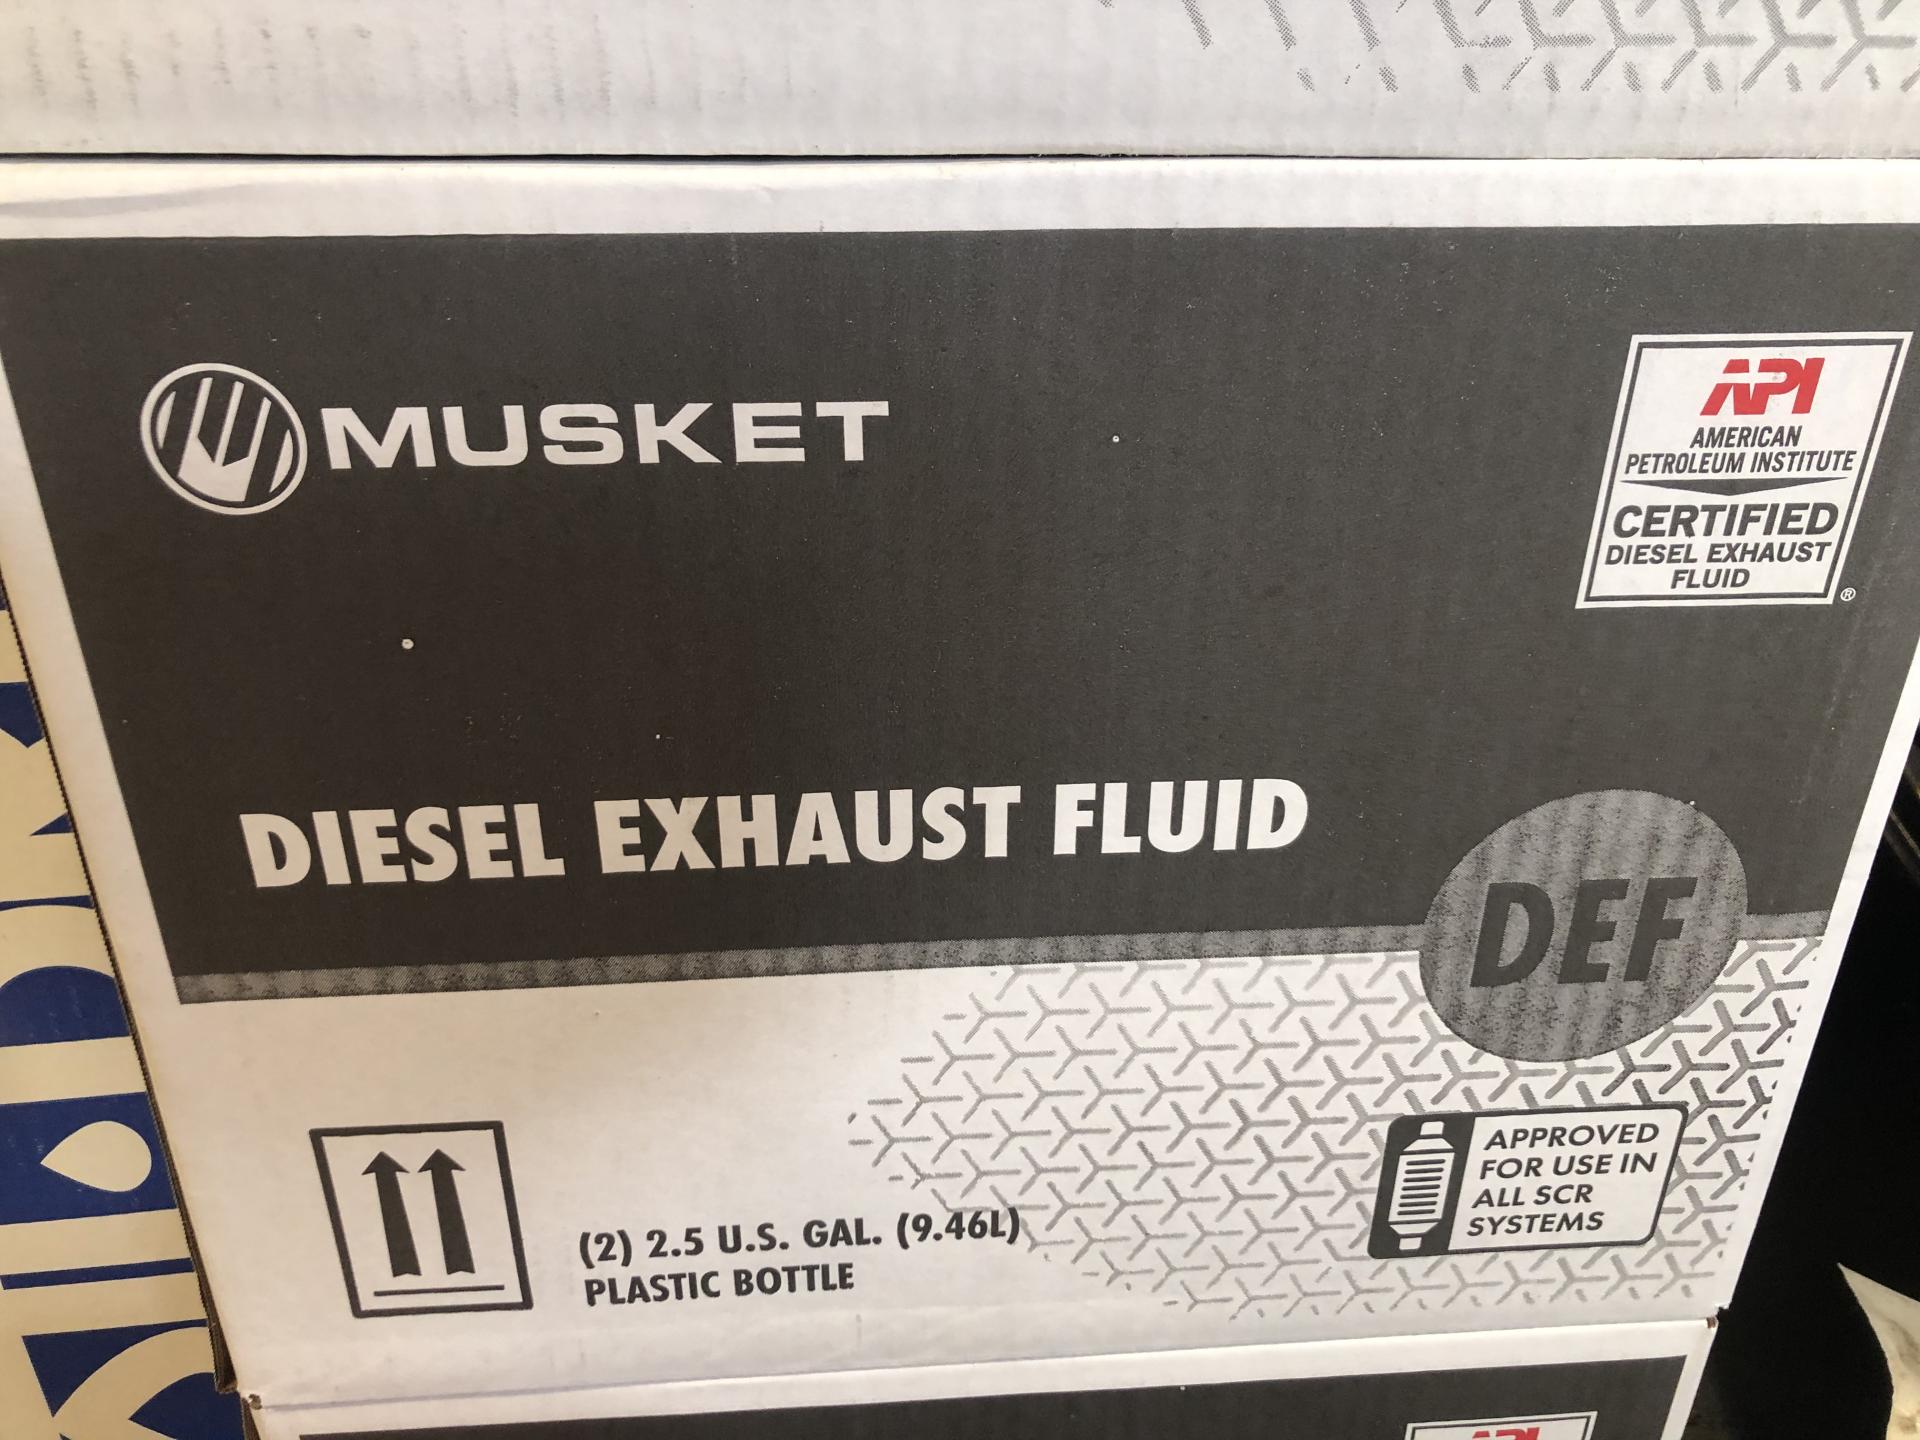 MUSKET
API
AMERICAN
PETROLEUM INSTITUTE
CERTIFIED
DIESEL EXHAUST
FLUID
®
DIESEL EXHAUST FLUID
DEF
(2) 2.5 U.S. GAL. (9.46L)
PLASTIC BOTTLE
APPROVED
FOR USE IN
ALL SCR
SYSTEMS
API